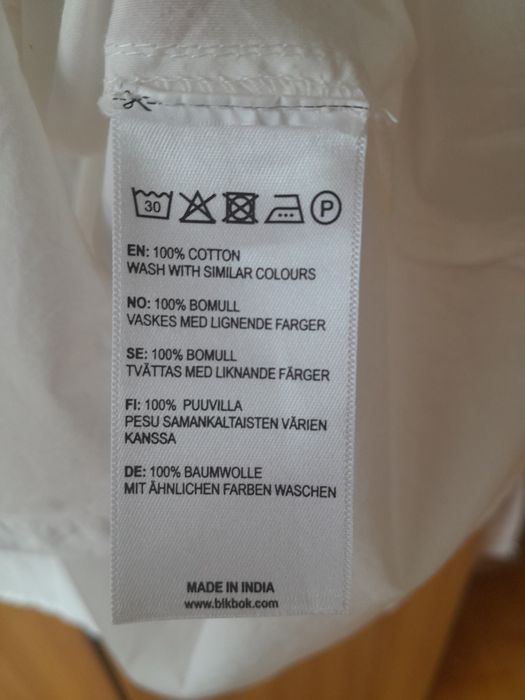 30
P
EN: 100% COTTON
WASH WITH SIMILAR COLOURS
NO: 100% BOMULL
VASKES MED LIGNENDE FARGER
SE: 100% BOMULL
TVÄTTAS MED LIKNANDE FÄRGER
FI: 100% PUUVILLA
PESU SAMANKALTAISTEN VÄRIEN
KANSSA
DE: 100% BAUMWOLLE
MIT ÄHNLICHEN FARBEN WASCHEN
MADE IN INDIA
www.blkbok.com